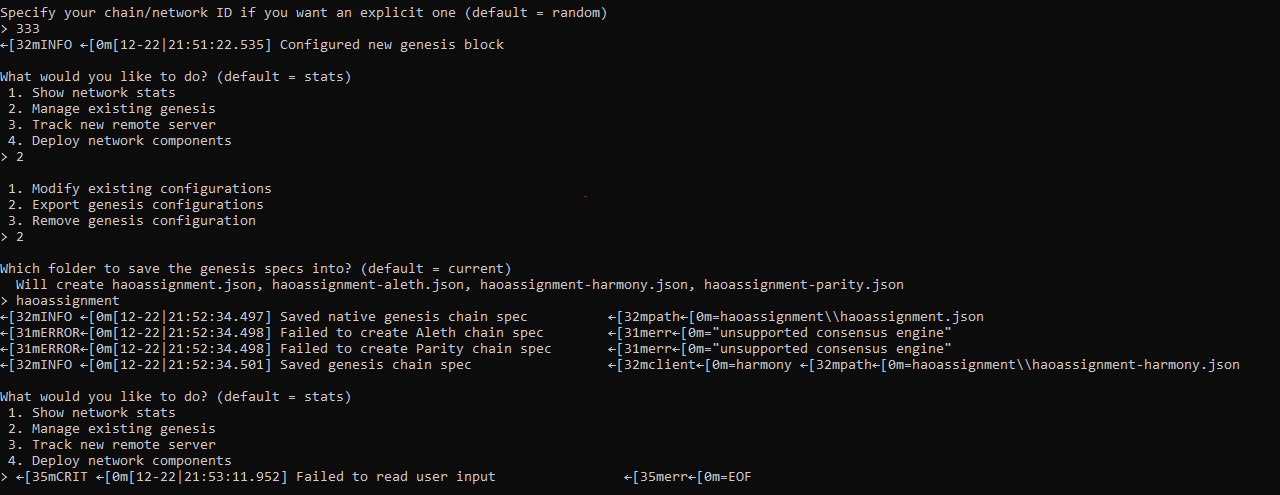 Specify your chain/network ID if you want an explicit one (default = random)
> 333
←[32mINFO ←[0m[12-22|21:51:22.535] Configured new genesis block
What would you like to do? (default = stats)
1. Show network stats
2. Manage existing genesis
3. Track new remote server
4. Deploy network components
> 2
1. Modify existing configurations
2. Export genesis configurations
3. Remove genesis configuration
> 2
Which folder to save the genesis specs into? (default = current)
Will create haoassignment.json, haoassignment-aleth.json, haoassignment-harmony.json, haoassignment-parity.json
> haoassignment
←[32mINFO ←[0m[12-22|21:52:34.497] Saved native genesis chain spec ←[32mpath←[0m=haoassignment\\haoassignment.json
←[31mERROR←[0m[12-22|21:52:34.498] Failed to create Aleth chain spec ←[31merr←[0m="unsupported consensus engine"
←[31mERROR←[0m[12-22|21:52:34.498] Failed to create Parity chain spec ←[31merr←[0m="unsupported consensus engine"
←[32mINFO ←[0m[12-22|21:52:34.501] Saved genesis chain spec ←[32mclient←[0m=harmony ←[32mpath←[0m=haoassignment\\haoassignment-harmony.json
What would you like to do? (default = stats)
1. Show network stats
2. Manage existing genesis
3. Track new remote server
4. Deploy network components
> ←[35mCRIT ←[0m[12-22|21:53:11.952] Failed to read user input ←[35merr←[0m=EOF